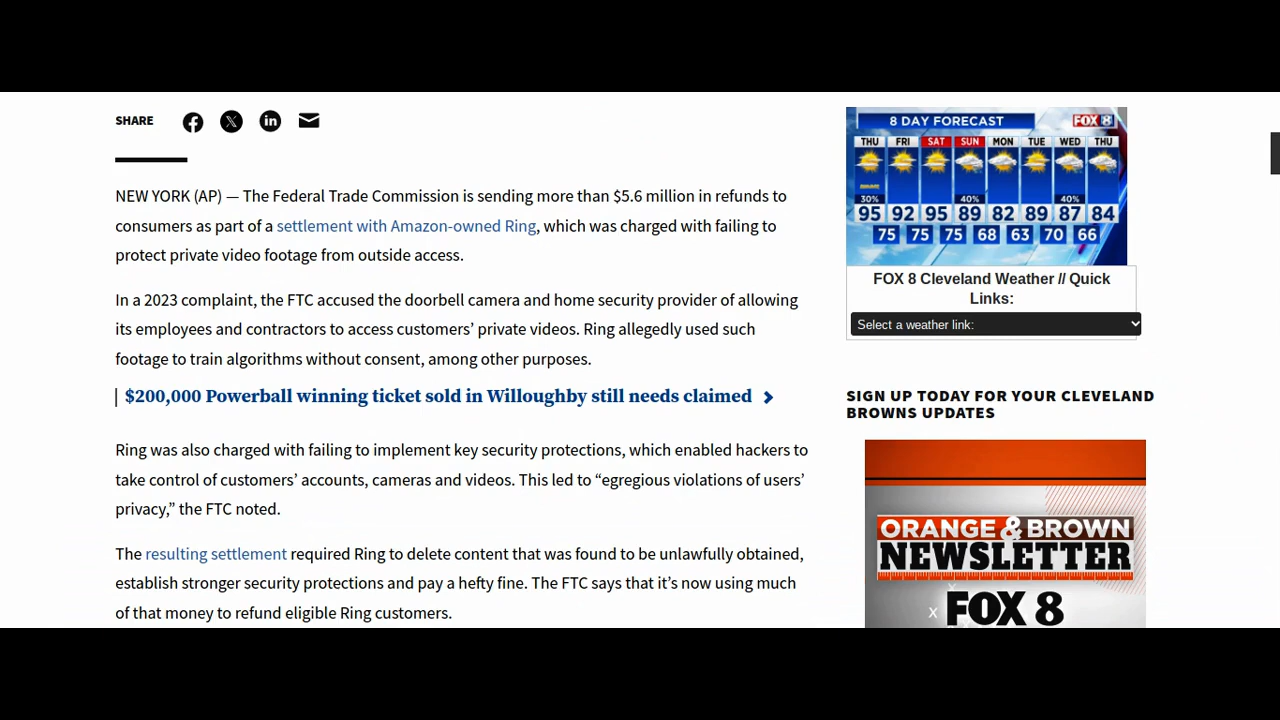 SHARE
NEW YORK (AP) — The Federal Trade Commission is sending more than $5.6 million in refunds to
consumers as part of a settlement with Amazon-owned Ring, which was charged with failing to
protect private video footage from outside access.
In a 2023 complaint, the FTC accused the doorbell camera and home security provider of allowing
its employees and contractors to access customers’ private videos. Ring allegedly used such
footage to train algorithms without consent, among other purposes.
$200,000 Powerball winning ticket sold in Willoughby still needs claimed
Ring was also charged with failing to implement key security protections, which enabled hackers to
take control of customers’ accounts, cameras and videos. This led to “egregious violations of users’
privacy,” the FTC noted.
The resulting settlement required Ring to delete content that was found to be unlawfully obtained,
establish stronger security protections and pay a hefty fine. The FTC says that it’s now using much
of that money to refund eligible Ring customers.
8 DAY FORECAST FOX 8
THU FRI SAT SUN MON TUE WED THU
30% 40% 40%
95 92 95 89 82 89 87 84
75 75 75 68 63 70 66
FOX 8 Cleveland Weather // Quick
Links:
Select a weather link:
SIGN UP TODAY FOR YOUR CLEVELAND
BROWNS UPDATES
ORANGE & BROWN
NEWSLETTER
X FOX 8